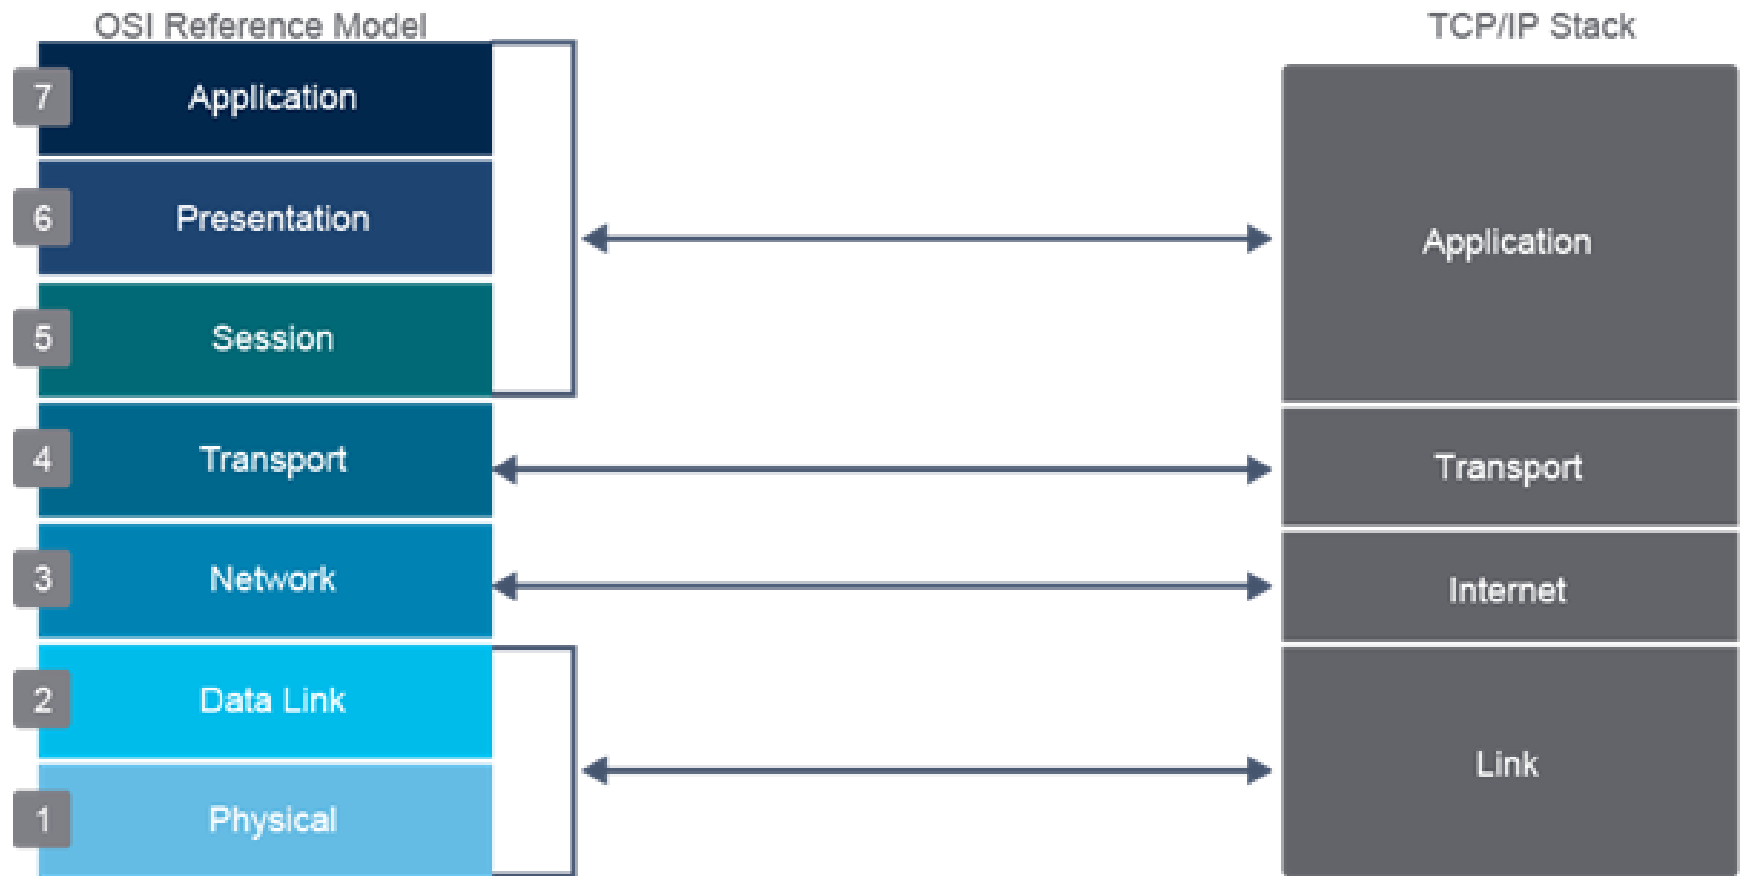 OSI Reference Model
7 Application
6 Presentation
5 Session
4 Transport
3 Network
2 Data Link
1 Physical
TCP/IP Stack
Application
Transport
Internet
Link